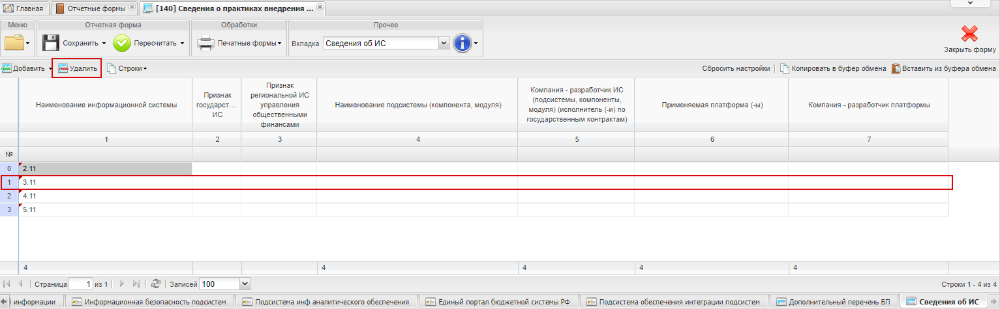 Главная
Отчетные формы
[140] Сведения о практиках внедрения ...
Меню
Отчетная форма
Обработки
Прочее
Сохранить
Пересчитать
Печатные формы
Вкладка
Сведения об ИС
Закрыть форму
Добавить
Удалить
Строки
Сбросить настройки
Копировать в буфер обмена
Вставить из буфера обмена
Наименование информационной системы
Признак
государст...
ИС
Признак
региональной ИС
управления
общественными
финансами
Наименование подсистемы (компонента, модуля)
Компания - разработчик ИС
(подсистемы, компоненты,
модуля) (исполнитель (-и) по
государственным контрактам)
Применяемая платформа (-ы)
Компания - разработчик платформы
1 2 3 4 5 6 7
№
0 2.11
1 3.11
2 4.11
3 5.11
4 4 4 4 4
Страница 1 из 1
Записей 100
Строки 1 - 4 из 4
й информации
Информационная безопасность подсистем
Подсистема инф аналитического обеспечения
Единый портал бюджетной системы РФ
Подсистема обеспечения интеграции подсистем
Дополнительный перечень БП
Сведения об ИС